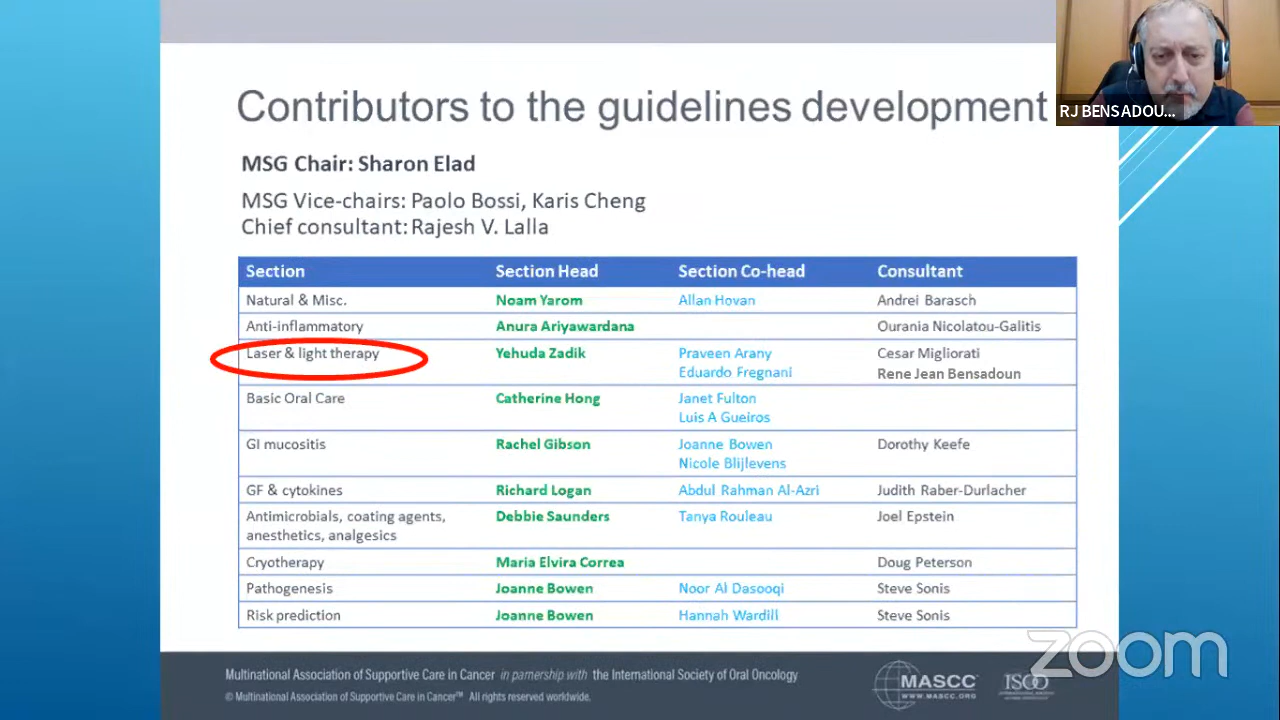 RJ BENSADOU...
Contributors to the guidelines development
MSG Chair: Sharon Elad
MSG Vice-chairs: Paolo Bossi, Karis Cheng
Chief consultant: Rajesh V. Lalla
Section Section Head Section Co-head Consultant
Natural & Misc. Noam Yarom Allan Hovan Andrei Barasch
Anti-inflammatory Anura Ariyawardana Ourania Nicolatou-Galitis
Laser & light therapy Yehuda Zadik Praveen Arany Cesar Migliorati
Eduardo Fregnani Rene Jean Bensadoun
Basic Oral Care Catherine Hong Janet Fulton
Luis A Gueiros
GI mucositis Rachel Gibson Joanne Bowen Dorothy Keefe
Nicole Blijlevens
GF & cytokines Richard Logan Abdul Rahman Al-Azri Judith Raber-Durlacher
Antimicrobials, coating agents, Debbie Saunders Tanya Rouleau Joel Epstein
anesthetics, analgesics
Cryotherapy Maria Elvira Correa Doug Peterson
Pathogenesis Joanne Bowen Noor Al Dasooqi Steve Sonis
Risk prediction Joanne Bowen Hannah Wardill Steve Sonis
zoom
Multinational Association of Supportive Care in Cancer in partnership with the International Society of Oral Oncology
© Multinational Association of Supportive Care in Cancer™ All rights reserved worldwide.
MASCC
WWW.MASCC.ORG
ISOO